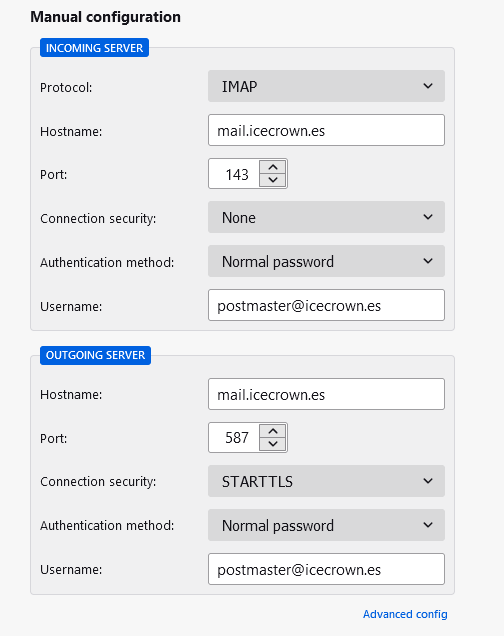 Manual configuration
INCOMING SERVER
Protocol: IMAP
Hostname: mail.icecrown.es
Port: 143
Connection security: None
Authentication method: Normal password
Username: postmaster@icecrown.es
OUTGOING SERVER
Hostname: mail.icecrown.es
Port: 587
Connection security: STARTTLS
Authentication method: Normal password
Username: postmaster@icecrown.es
Advanced config